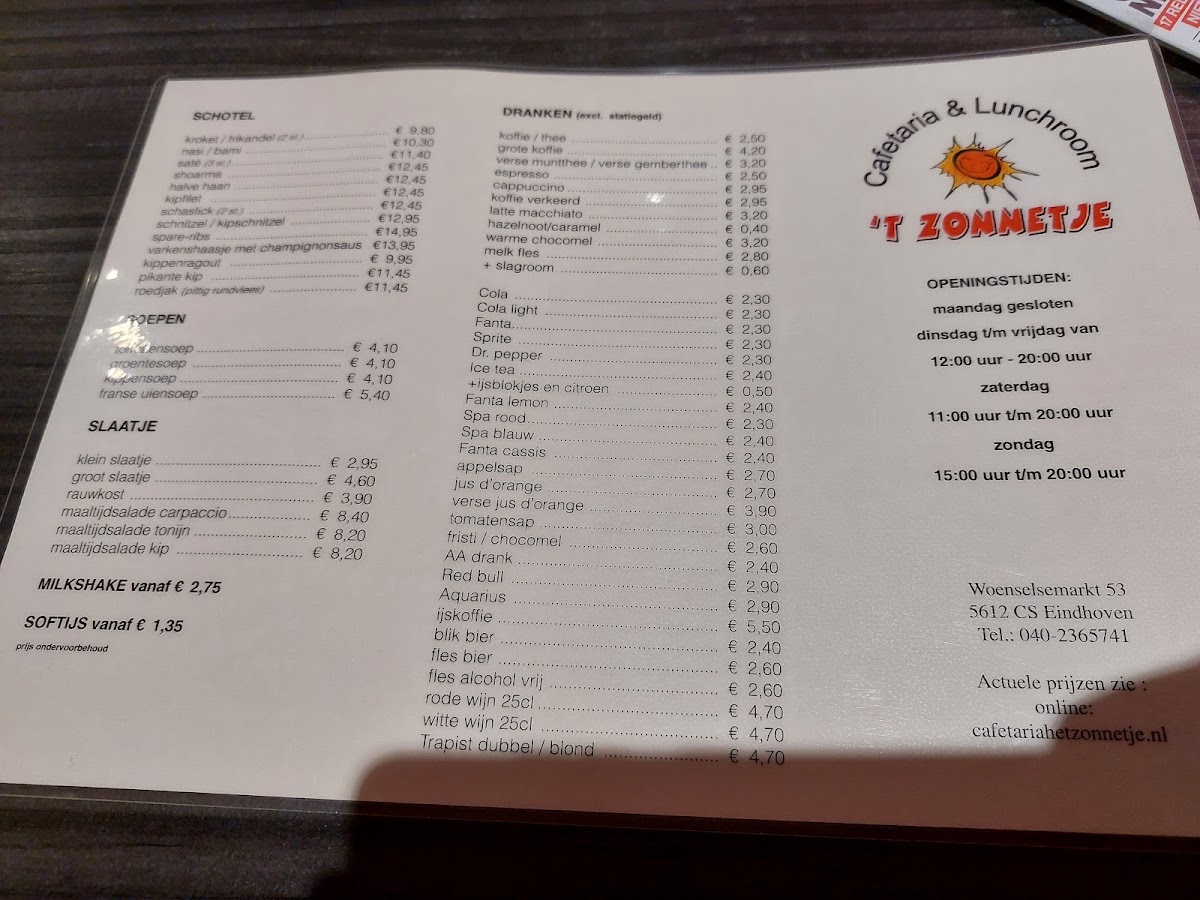 SCHOTEL
kroket / frikandel (2 st.) € 9,80
nasi / bami €10,30
saté (3 st.) €11,40
shoarma €12,45
halve haan €12,45
kipfilet €12,45
schaslick (2 st.) €12,45
schnitzel / kipschnitzel €12,95
spare-ribs €14,95
varkenshaasje met champignonsaus €13,95
kippenragout € 9,95
pikante kip €11,45
roedjak (pittig rundvlees) €11,45
SOEPEN
tomatensoep € 4,10
groentesoep € 4,10
kippensoep € 4,10
franse uiensoep € 5,40
SLAATJE
klein slaatje € 2,95
groot slaatje € 4,60
rauwkost € 3,90
maaltijdsalade carpaccio € 8,40
maaltijdsalade tonijn € 8,20
maaltijdsalade kip € 8,20
MILKSHAKE vanaf € 2,75
SOFTIJS vanaf € 1,35
prijs ondervoorbehoud
DRANKEN (excl. statiegeld)
koffie / thee € 2,50
grote koffie € 4,20
verse muntthee / verse gemberthee € 3,20
espresso € 2,50
cappuccino € 2,95
koffie verkeerd € 2,95
latte macchiato € 3,20
hazelnoot/caramel € 0,40
warme chocomel € 3,20
melk fles € 2,80
+ slagroom € 0,60
Cola € 2,30
Cola light € 2,30
Fanta € 2,30
Sprite € 2,30
Dr. pepper € 2,30
Ice tea € 2,40
+ijsblokjes en citroen € 0,50
Fanta lemon € 2,40
Spa rood € 2,30
Spa blauw € 2,40
Fanta cassis € 2,40
appelsap € 2,70
jus d'orange € 2,70
verse jus d'orange € 3,90
tomatensap € 3,00
fristi / chocomel € 2,60
AA drank € 2,40
Red bull € 2,90
Aquarius € 2,90
ijskoffie € 5,50
blik bier € 2,40
fles bier € 2,60
fles alcohol vrij € 2,60
rode wijn 25cl € 4,70
witte wijn 25cl € 4,70
Trapist dubbel / blond € 4,70
Cafetaria & Lunchroom
'T ZONNETJE
OPENINGSTIJDEN:
maandag gesloten
dinsdag t/m vrijdag van
12:00 uur - 20:00 uur
zaterdag
11:00 uur t/m 20:00 uur
zondag
15:00 uur t/m 20:00 uur
Woenselsemarkt 53
5612 CS Eindhoven
Tel.: 040-2365741
Actuele prijzen zie :
online:
cafetariahetzonnetje.nl